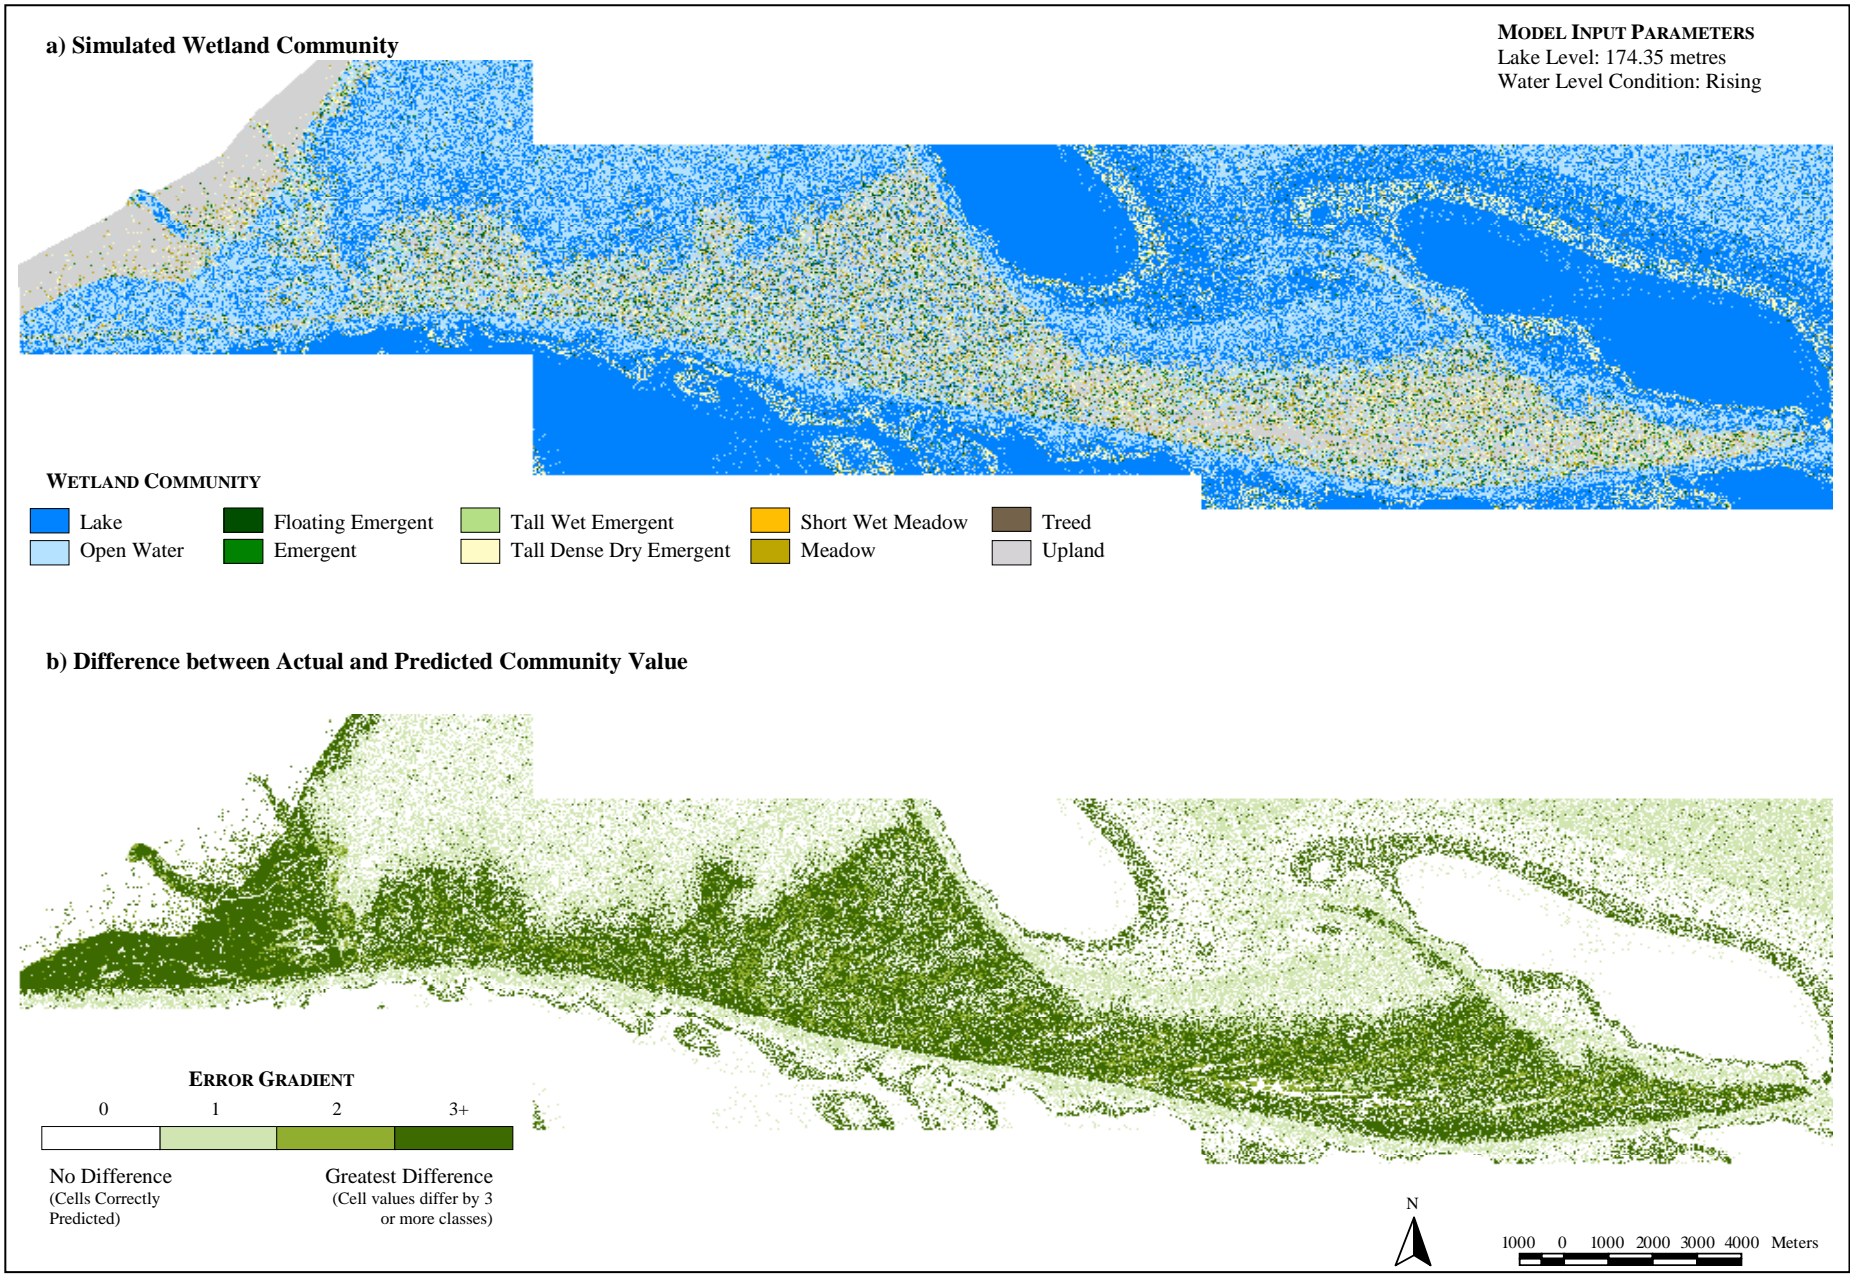 a) Simulated Wetland Community
MODEL INPUT PARAMETERS
Lake Level: 174.35 metres
Water Level Condition: Rising
WETLAND COMMUNITY
Lake
Floating Emergent
Tall Wet Emergent
Short Wet Meadow
Treed
Open Water
Emergent
Tall Dense Dry Emergent
Meadow
Upland
b) Difference between Actual and Predicted Community Value
ERROR GRADIENT
0 1 2 3+
No Difference
(Cells Correctly
Predicted)
Greatest Difference
(Cell values differ by 3
or more classes)
N
1000 0 1000 2000 3000 4000 Meters